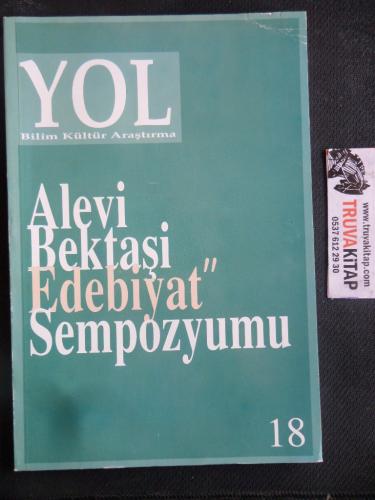 YOL
Bilim Kültür Araştırma
Alevi
Bektaşi
Edebiyat"
Sempozyumu
18
TRUVAKiTAP
www.truvakitap.com
0537 612 29 30